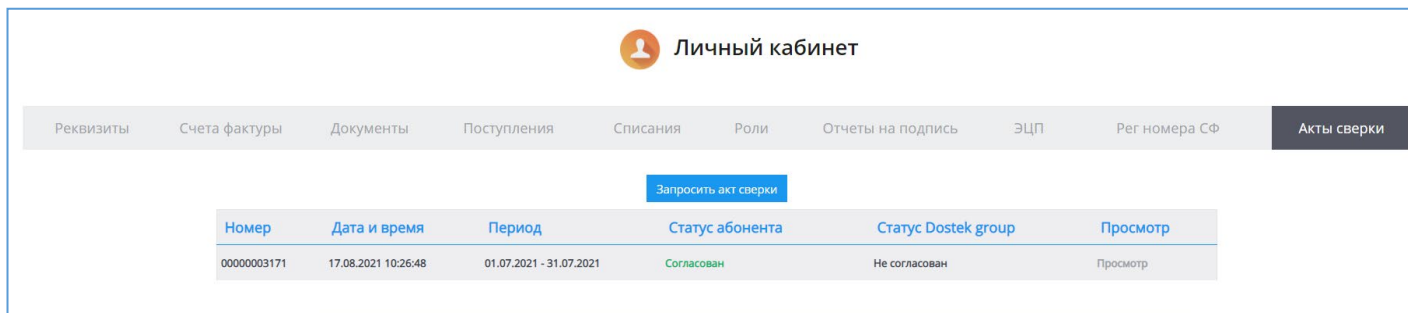 Личный кабинет
Реквизиты Счета фактуры Документы Поступления Списания Роли Отчеты на подпись ЭЦП Рег номера СФ Акты сверки
Запросить акт сверки
Номер Дата и время Период Статус абонента Статус Dostek group Просмотр
00000003171 17.08.2021 10:26:48 01.07.2021 - 31.07.2021 Согласован Не согласован Просмотр